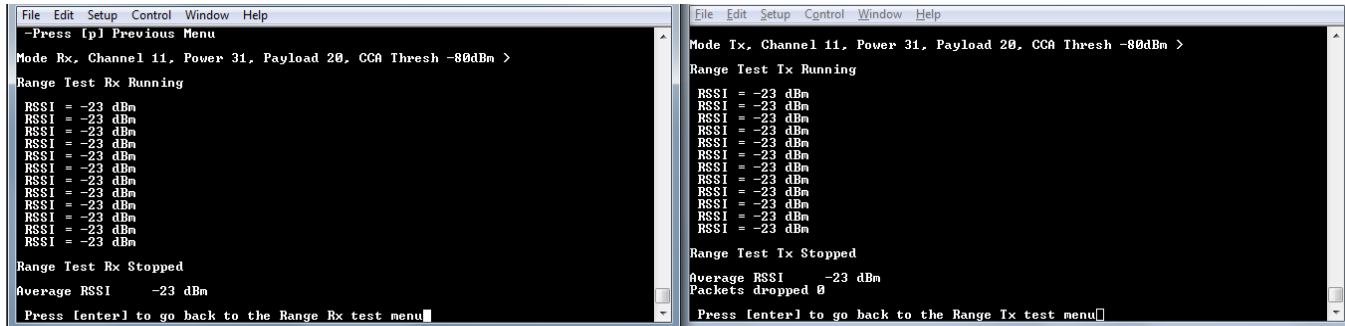 File Edit Setup Control Window Help
-Press [p] Previous Menu
Mode Rx, Channel 11, Power 31, Payload 20, CCA Thresh -80dBm >
Range Test Rx Running
RSSI = -23 dBm
RSSI = -23 dBm
RSSI = -23 dBm
RSSI = -23 dBm
RSSI = -23 dBm
RSSI = -23 dBm
RSSI = -23 dBm
RSSI = -23 dBm
RSSI = -23 dBm
RSSI = -23 dBm
RSSI = -23 dBm
RSSI = -23 dBm
Range Test Rx Stopped
Average RSSI -23 dBm
Press [enter] to go back to the Range Rx test menu
File Edit Setup Control Window Help
Mode Tx, Channel 11, Power 31, Payload 20, CCA Thresh -80dBm >
Range Test Tx Running
RSSI = -23 dBm
RSSI = -23 dBm
RSSI = -23 dBm
RSSI = -23 dBm
RSSI = -23 dBm
RSSI = -23 dBm
RSSI = -23 dBm
RSSI = -23 dBm
RSSI = -23 dBm
RSSI = -23 dBm
RSSI = -23 dBm
RSSI = -23 dBm
Range Test Tx Stopped
Average RSSI -23 dBm
Packets dropped 0
Press [enter] to go back to the Range Tx test menu